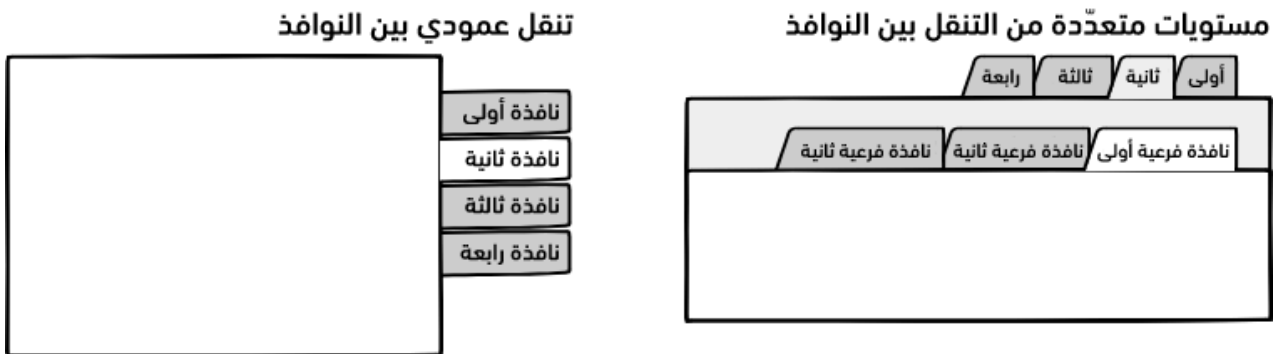 مستويات متعدّدة من التنقل بين النوافذ
أولى ثانية ثالثة رابعة
نافذة فرعية أولى نافذة فرعية ثانية نافذة فرعية ثانية
تنقل عمودي بين النوافذ
نافذة أولى
نافذة ثانية
نافذة ثالثة
نافذة رابعة